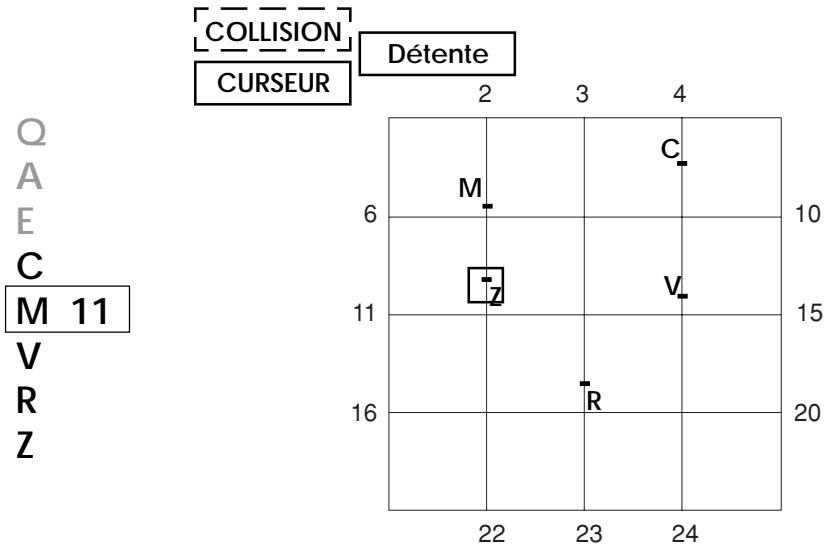 COLLISION
Détente
CURSEUR
2 3 4
Q
A
E
C
M 11
V
R
Z
C
M
6 10
Z V
11 15
R
16 20
22 23 24